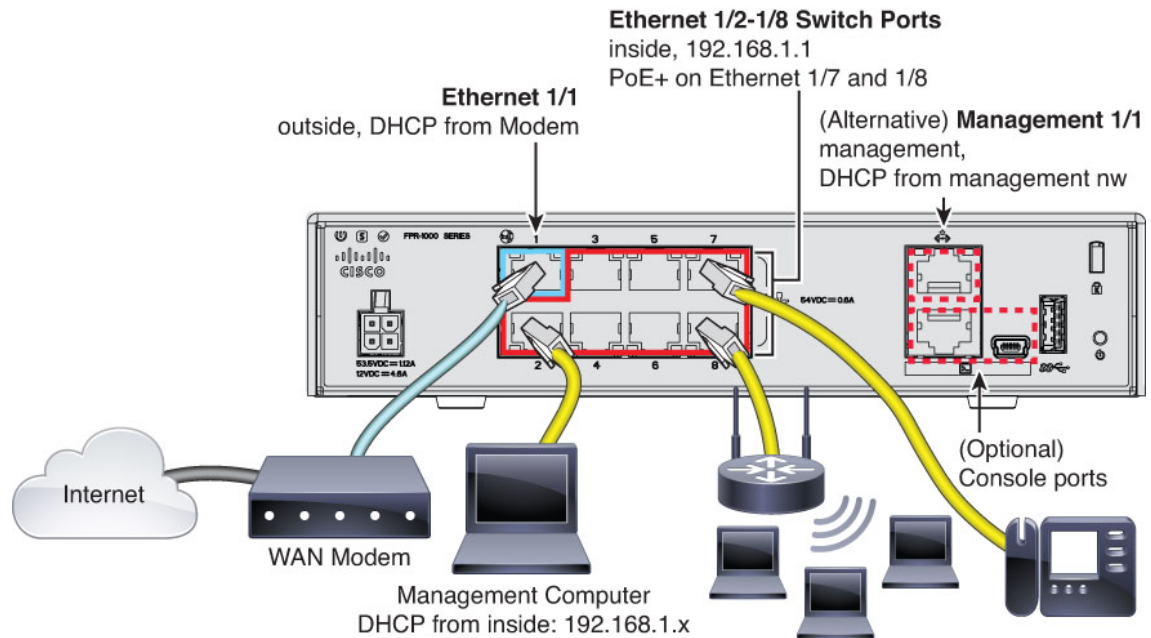 Ethernet 1/2-1/8 Switch Ports
inside, 192.168.1.1
PoE+ on Ethernet 1/7 and 1/8
Ethernet 1/1
outside, DHCP from Modem
(Alternative) Management 1/1
management,
DHCP from management nw
S
FPR-1000 SERIES
1 3 5 7
CISCO
54VDC⎓0.6A
53.5VDC⎓1.12A
12VDC⎓4.6A
2 4 6 8
(Optional)
Console ports
Internet
WAN Modem
Management Computer
DHCP from inside: 192.168.1.x